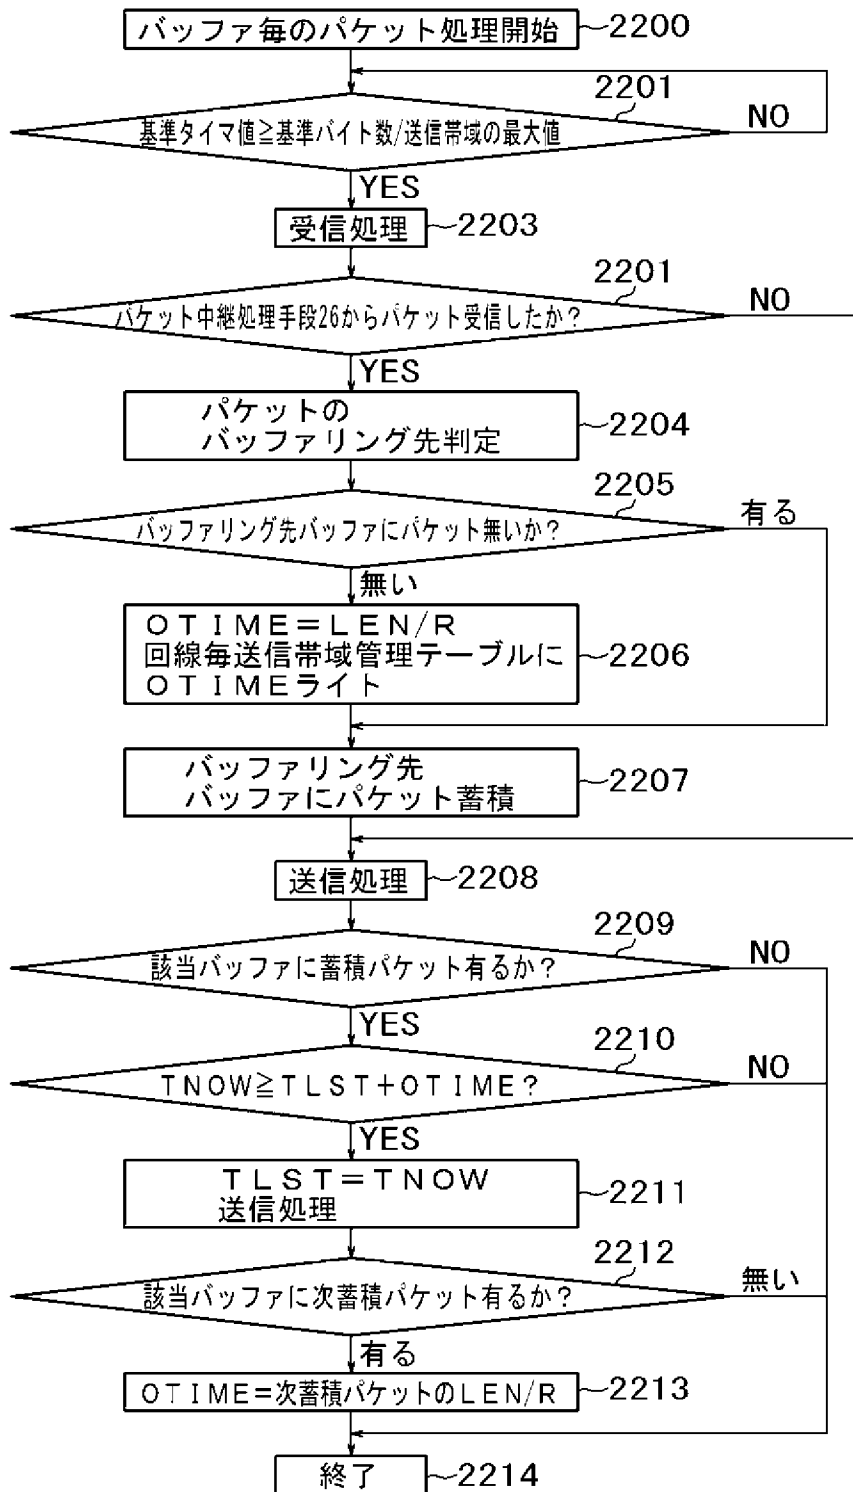 バッファ毎のパケット処理開始 2200
2201
基準タイマ値≧基準バイト数/送信帯域の最大値 NO
YES
受信処理 2203
2201
パケット中継処理手段26からパケット受信したか? NO
YES
パケットの
バッファリング先判定 2204
2205
バッファリング先バッファにパケット無いか? 有る
無い
OTIME=LEN/R
回線毎送信帯域管理テーブルに 2206
OTIMEライト
バッファリング先
バッファにパケット蓄積 2207
送信処理 2208
2209
該当バッファに蓄積パケット有るか? NO
YES
2210
TNOW≧TLST+OTIME? NO
YES
TLST=TNOW
送信処理 2211
2212
該当バッファに次蓄積パケット有るか? 無い
有る
OTIME=次蓄積パケットのLEN/R 2213
終了 2214